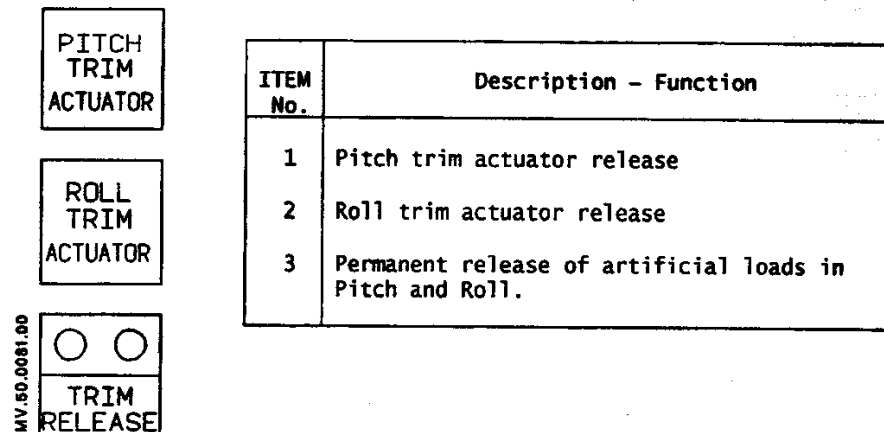 PITCH
TRIM
ACTUATOR
ROLL
TRIM
ACTUATOR
TRIM
RELEASE
MV.50.0081.00
ITEM No. Description – Function
1 Pitch trim actuator release
2 Roll trim actuator release
3 Permanent release of artificial loads in
Pitch and Roll.